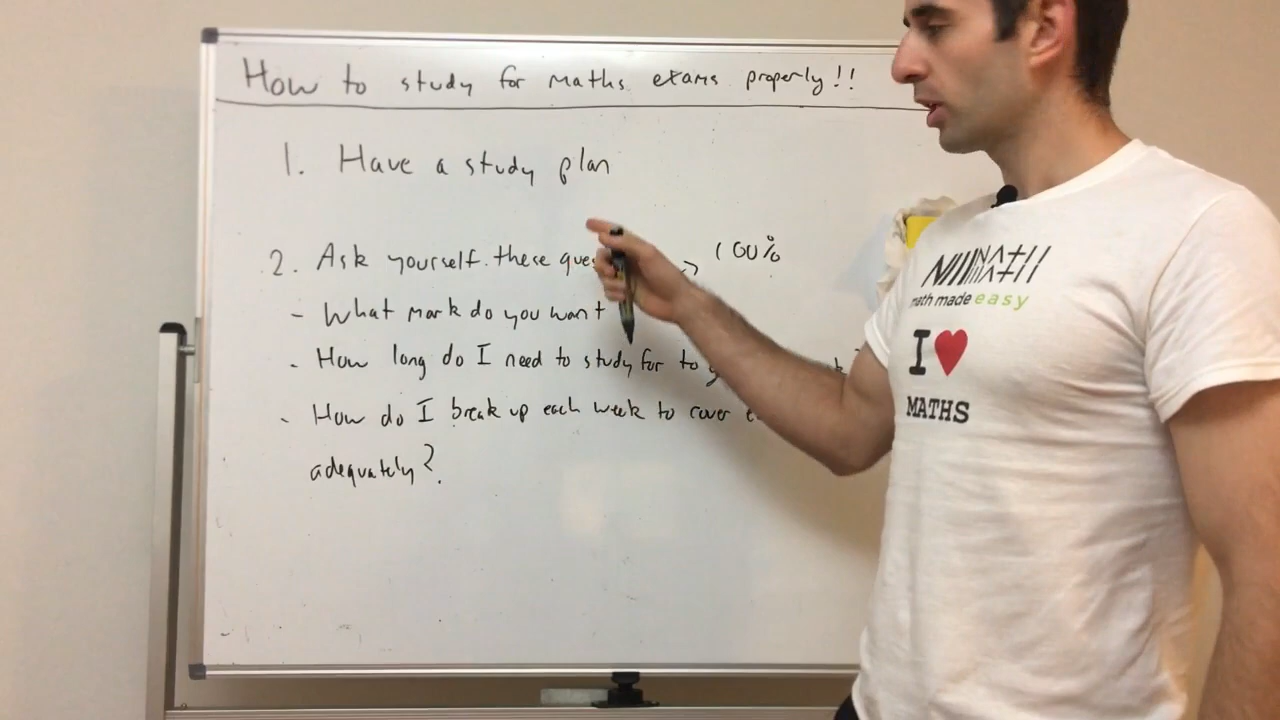 How to study for maths exams properly!!
1. Have a study plan
2. Ask yourself these
100%
- What mark do you want
- How long do I need to study for to
- How do I break up each week to cover
adequately?
math made easy
I ❤
MATHS